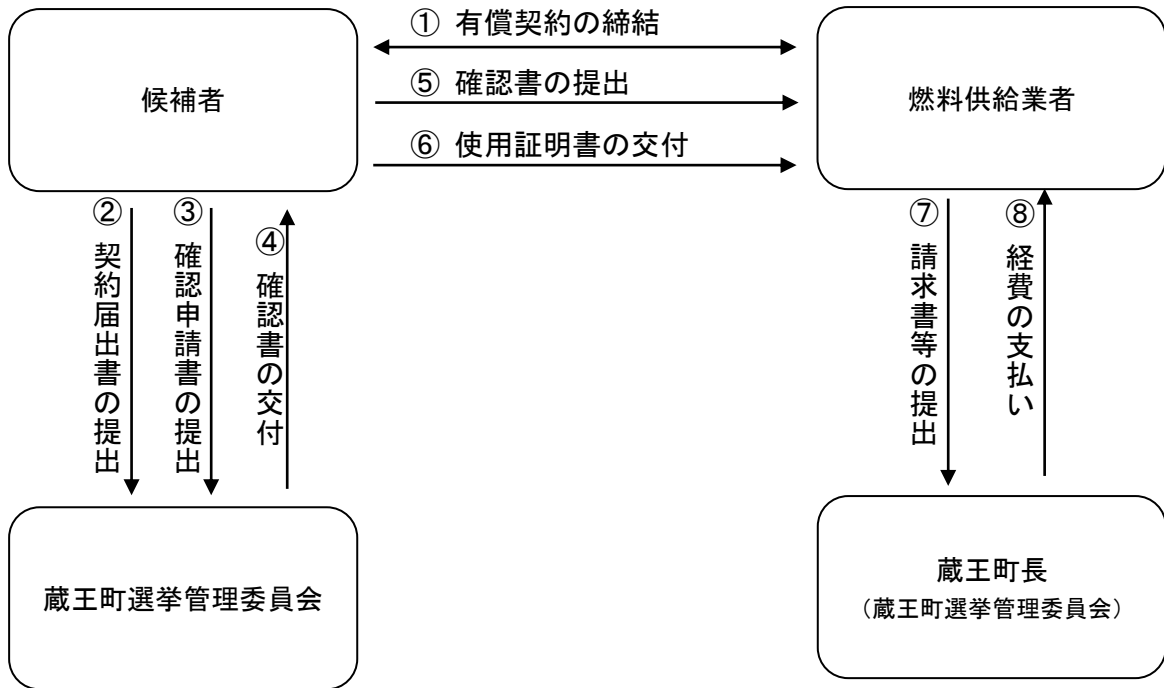 ① 有償契約の締結
候補者
⑤ 確認書の提出
燃料供給業者
⑥ 使用証明書の交付
② 契約届出書の提出
③ 確認申請書の提出
④ 確認書の交付
⑦ 請求書等の提出
⑧ 経費の支払い
蔵王町選挙管理委員会
蔵王町長
（蔵王町選挙管理委員会）